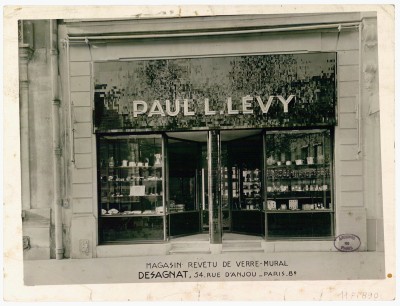 PAUL L. LEVY
MAGASIN REVETU DE VERRE-MURAL
DESAGNAT, 34. RUE D'ANJOU _ PARIS. 8ᵉ